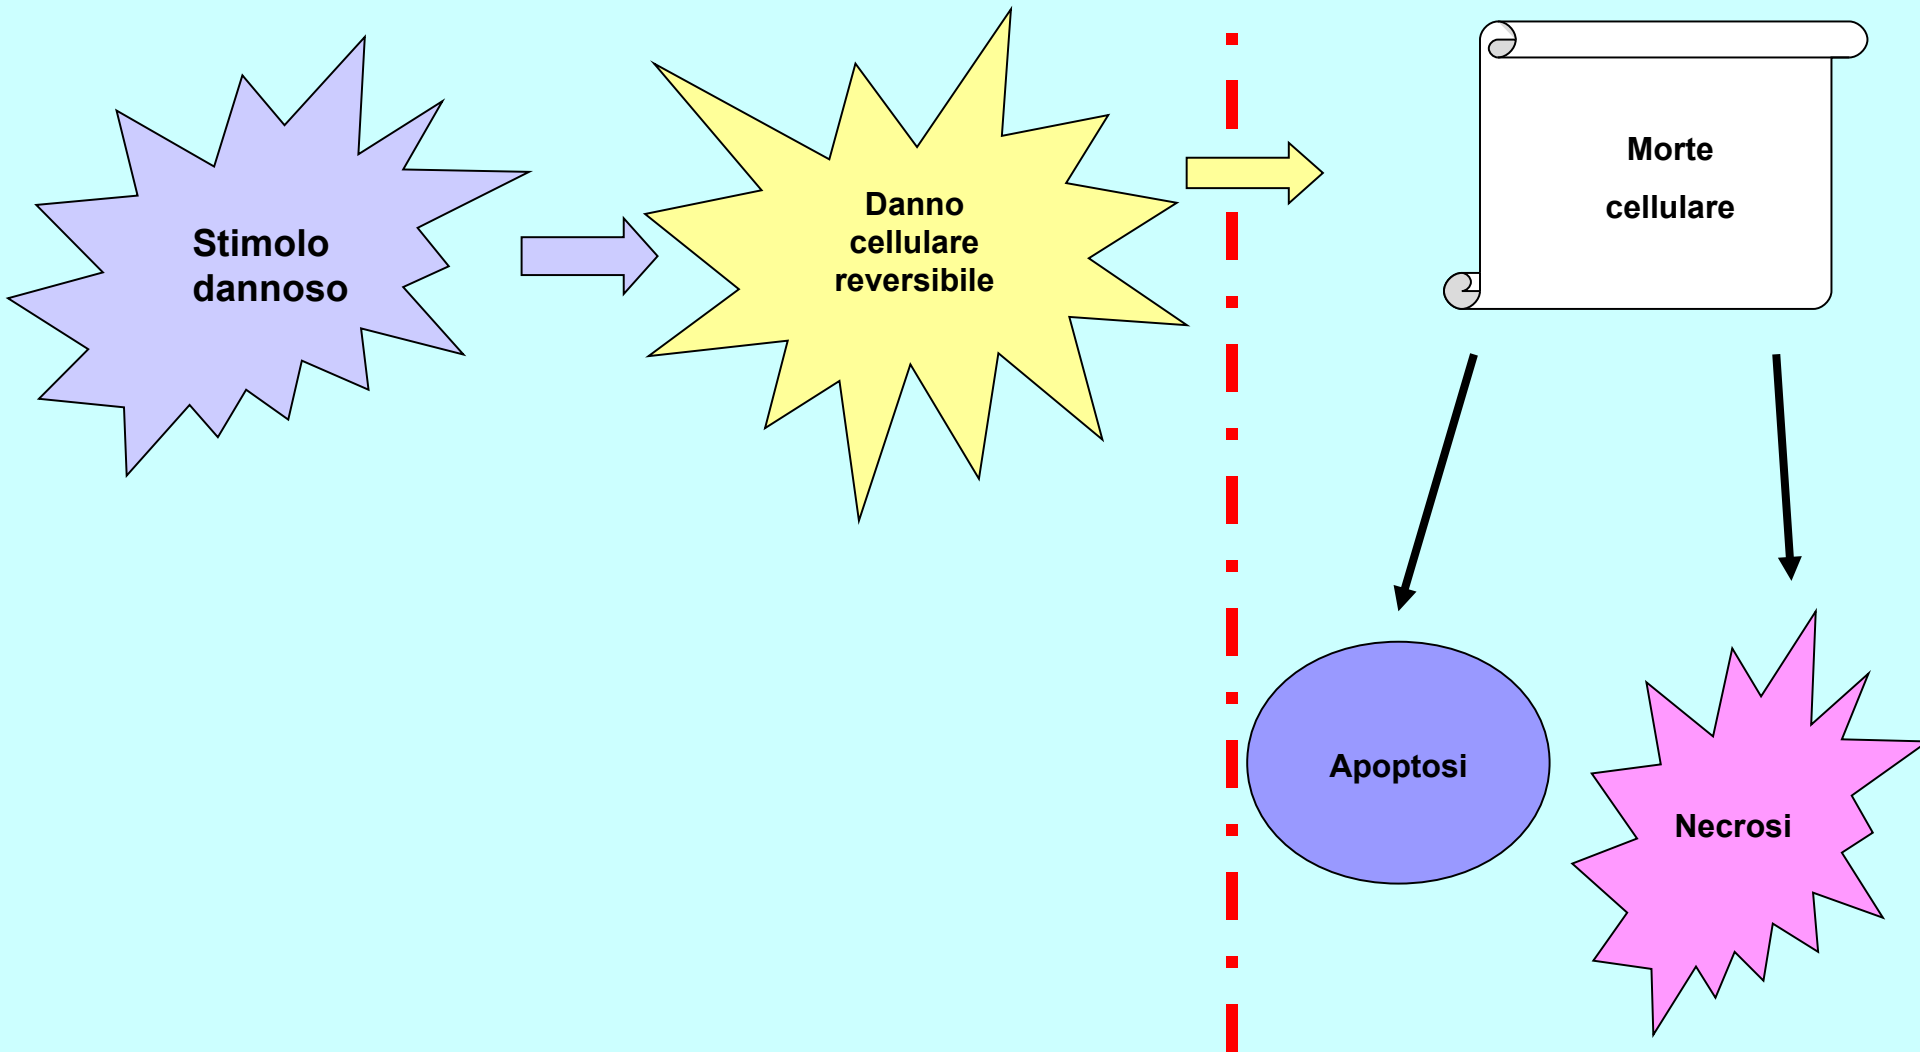 Stimolo
dannoso
Danno
cellulare
reversibile
Morte
cellulare
Apoptosi
Necrosi